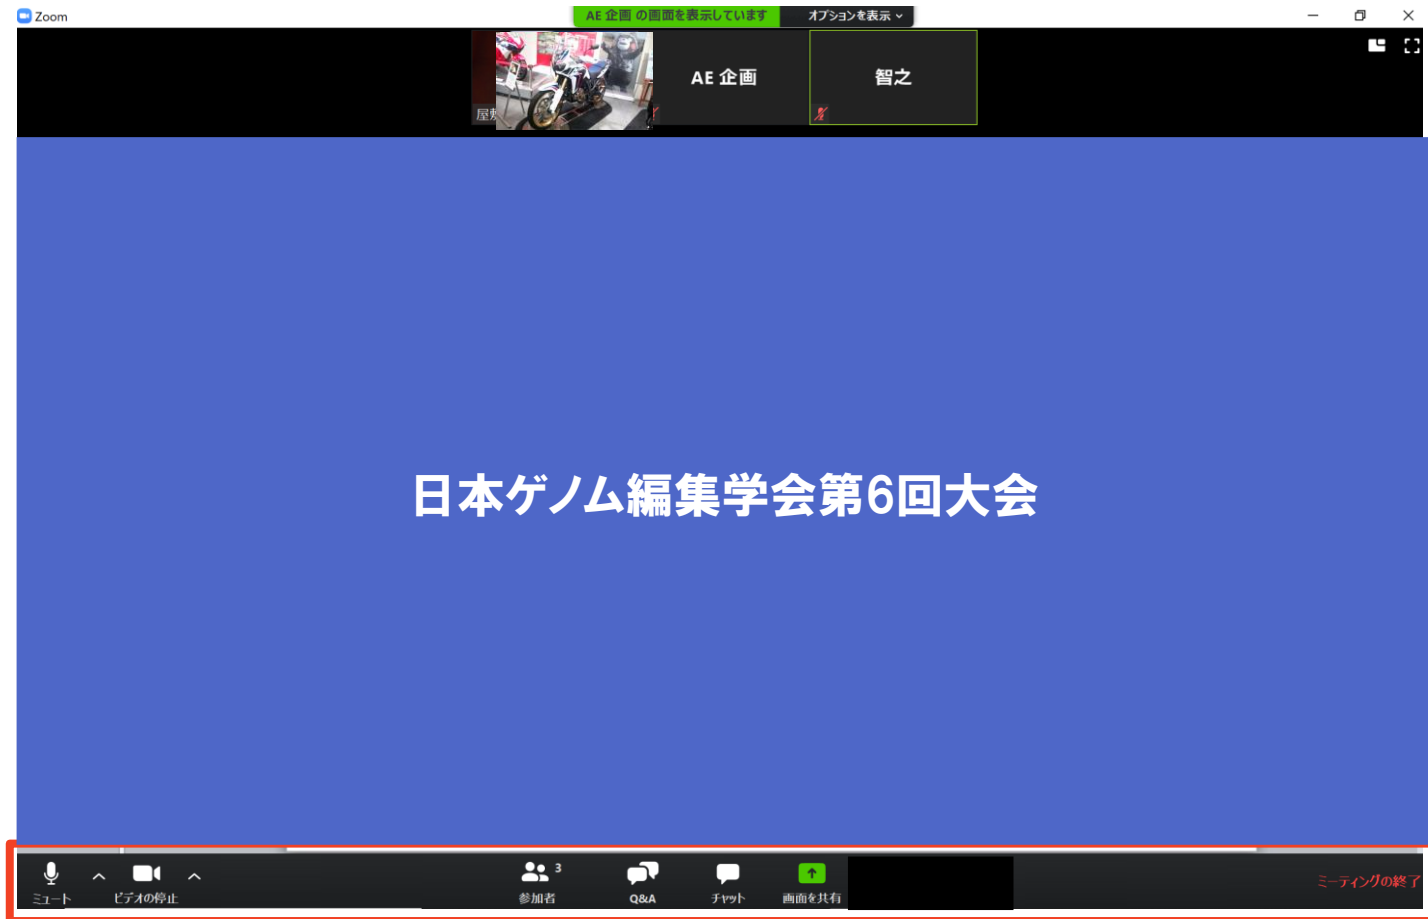 Zoom
AE 企画 の画面を表示しています
オプションを表示
AE 企画
智之
日本ゲノム編集学会第6回大会
ミュート
ビデオの停止
3
参加者
Q&A
チャット
画面を共有
ミーティングの終了